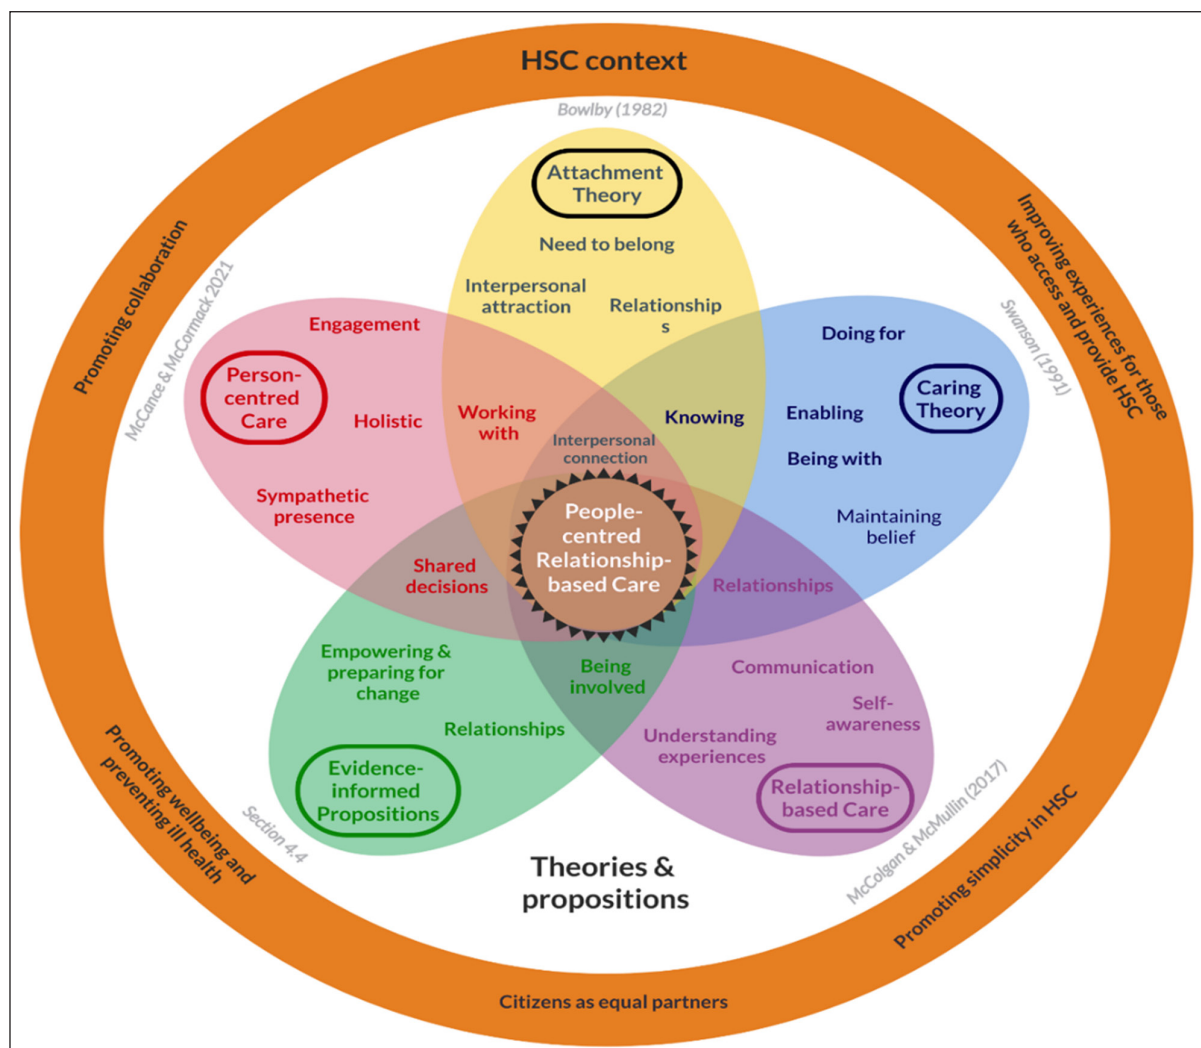 HSC context
Bowlby (1982)
Attachment
Theory
Need to belong
Interpersonal
attraction
Relationship
s
Promoting collaboration
McCance & McCormack 2021
Improving experiences for those
who access and provide HSC
Swanson (1991)
Engagement
Person-
centred
Care
Holistic
Sympathetic
presence
Working
with
Knowing
Interpersonal
connection
Doing for
Caring
Theory
Enabling
Being with
Maintaining
belief
People-
centred
Relationship-
based Care
Shared
decisions
Relationships
Empowering &
preparing for
change
Being
involved
Relationships
Evidence-
informed
Propositions
Communication
Self-
awareness
Understanding
experiences
Relationship-
based Care
Promoting wellbeing and
preventing ill health
Section 4.4
McColgan & McMullin (2017)
Promoting simplicity in HSC
Theories &
propositions
Citizens as equal partners